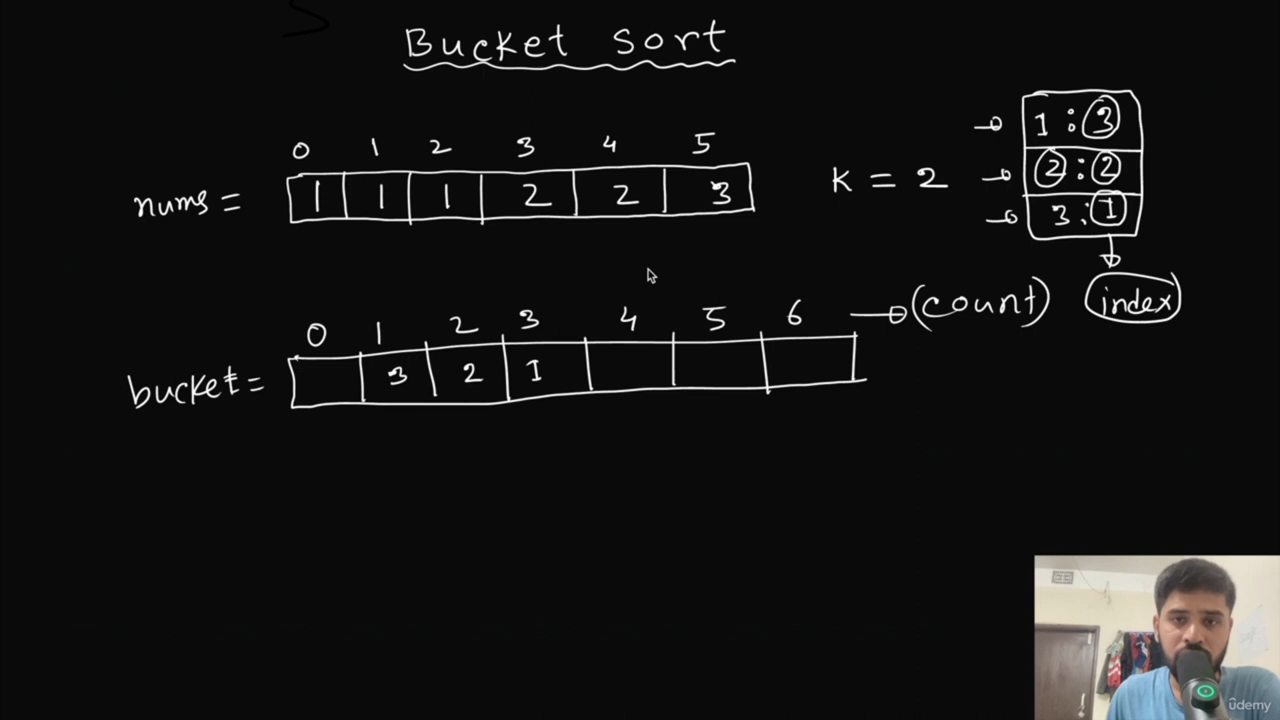 Bucket sort
0 1 2 3 4 5
nums = 1 1 1 2 2 3
K = 2
1 : 3
2 : 2
3 : 1
index
0 1 2 3 4 5 6 (count)
bucket = 3 2 1
ûdemy